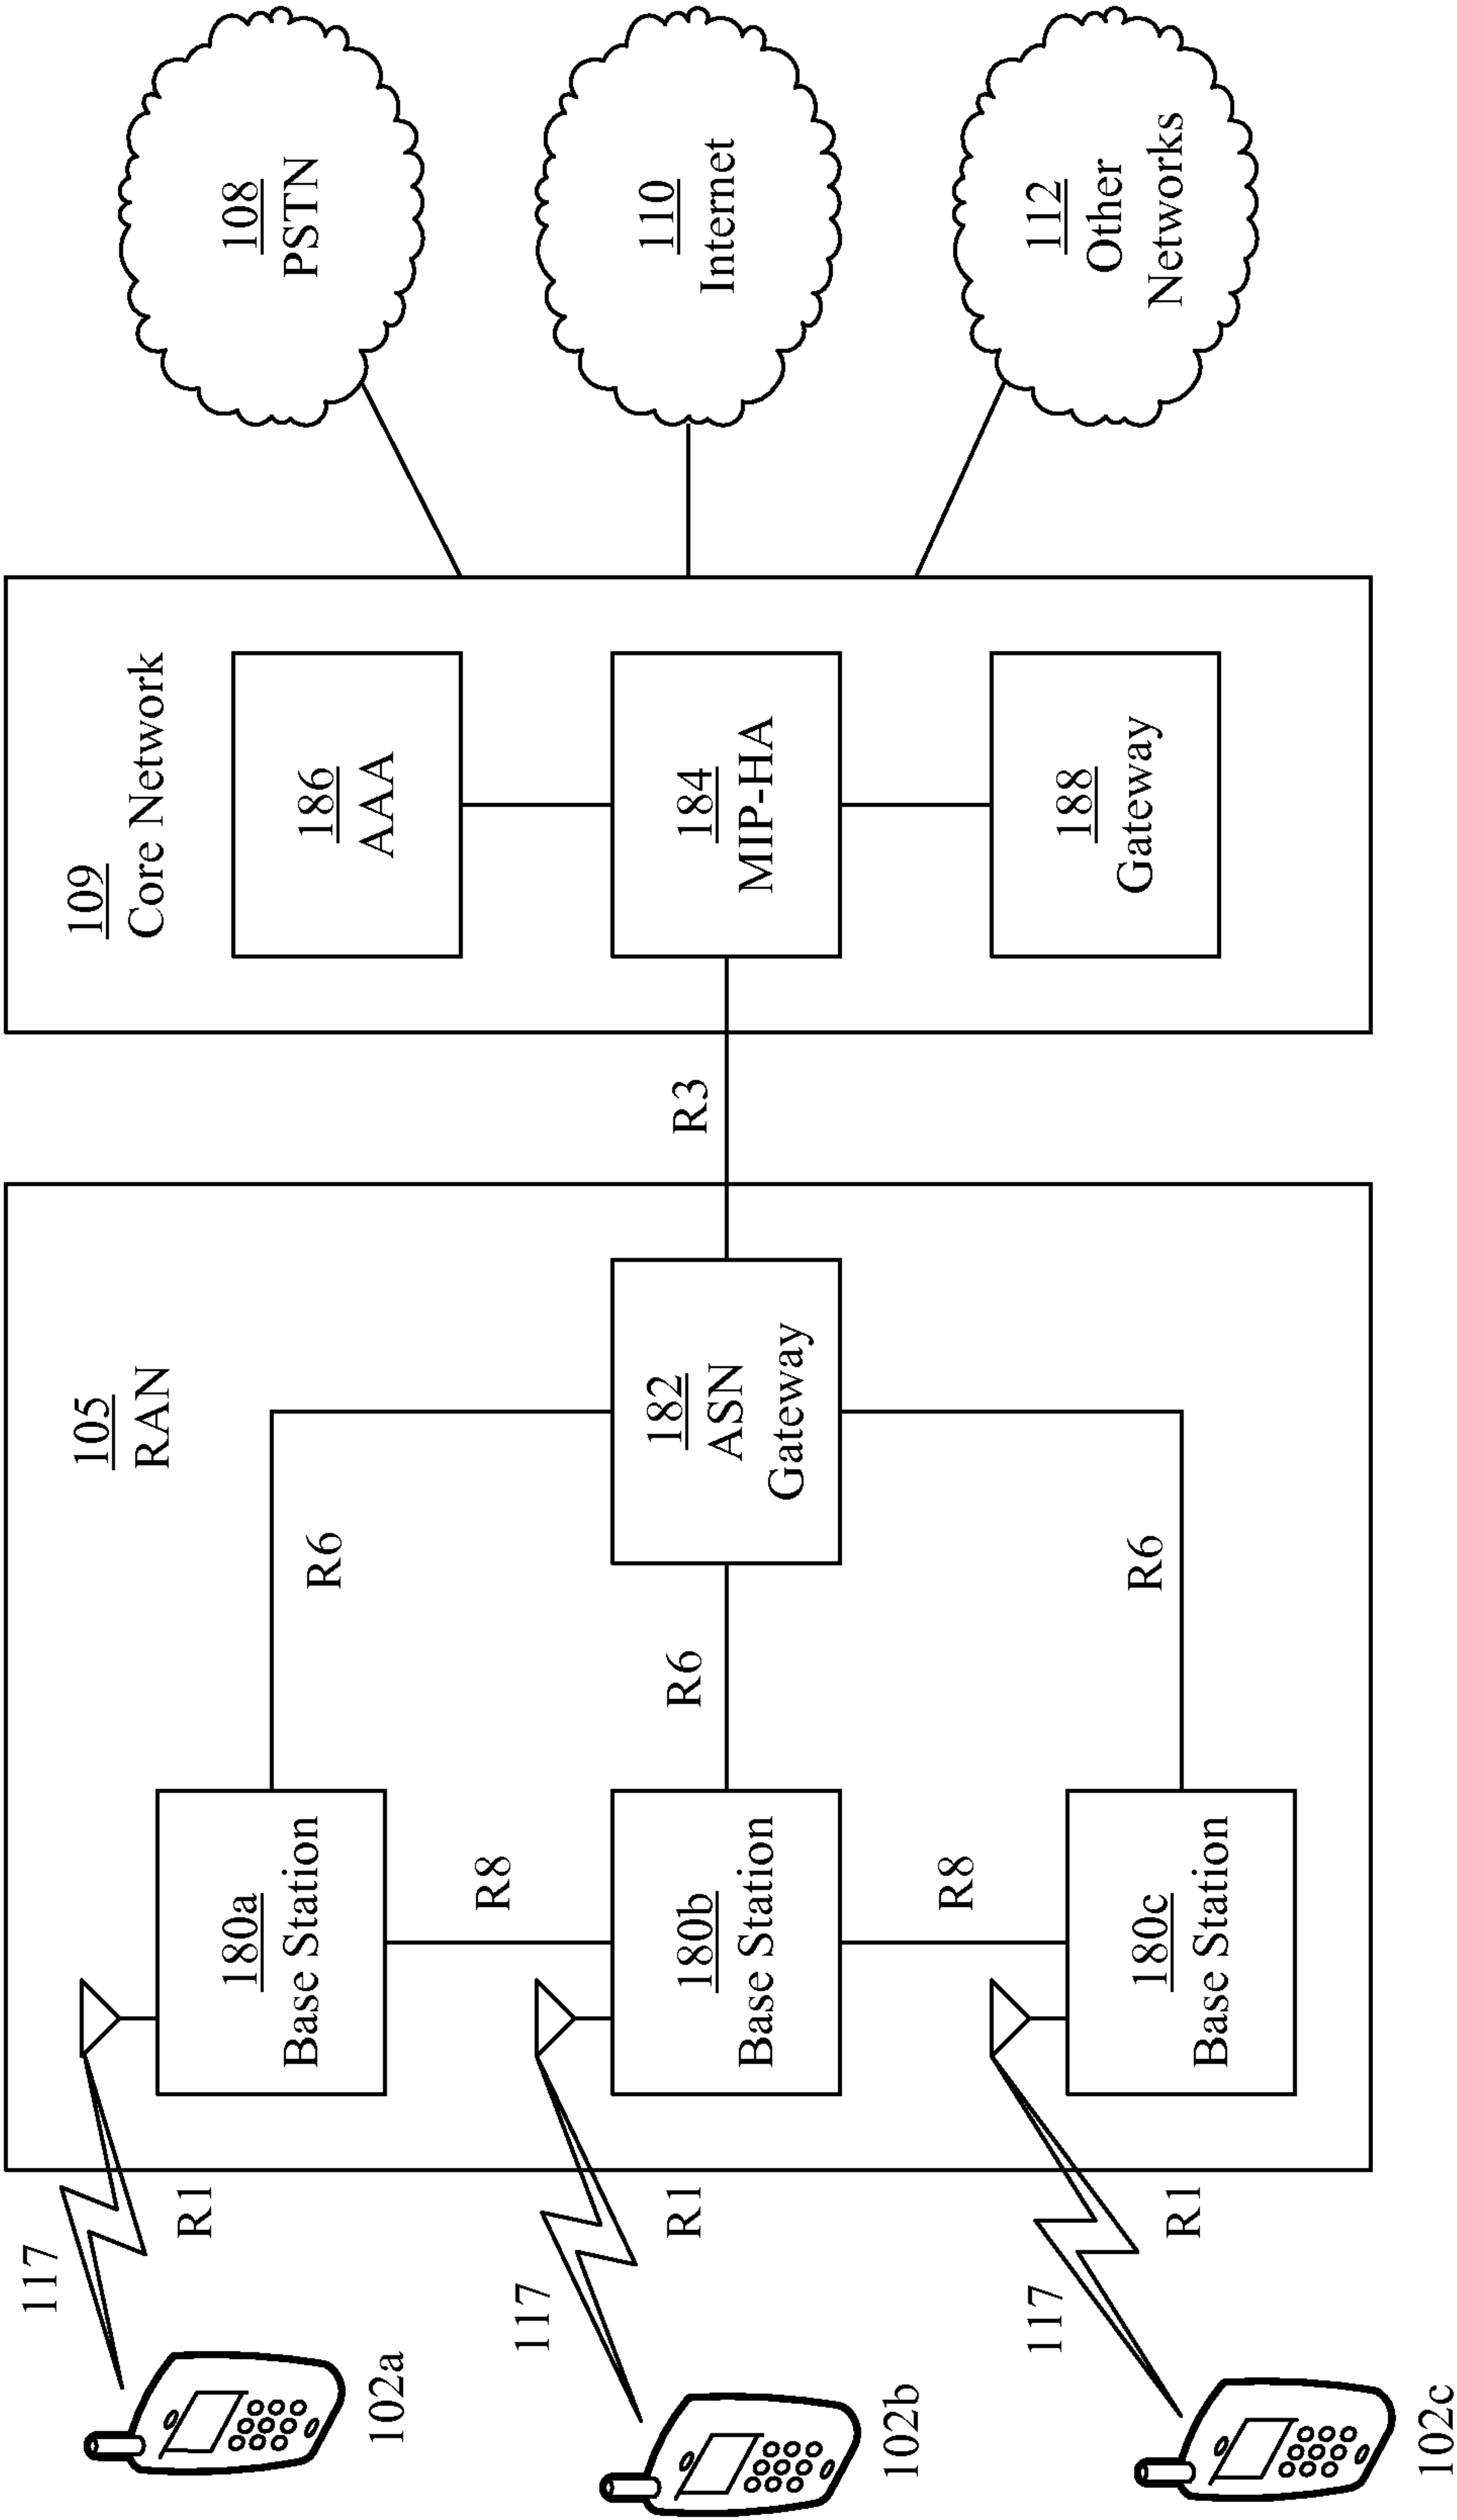 117
102a
R1
180a
Base Station
105
RAN
R6
R8
117
102b
R1
180b
Base Station
R6
182
ASN
Gateway
R8
117
102c
R1
180c
Base Station
R6
R3
109
Core Network
186
AAA
184
MIP-HA
188
Gateway
108
PSTN
110
Internet
112
Other
Networks